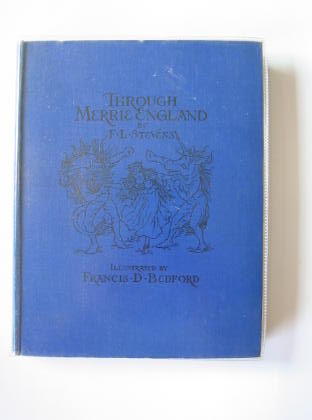 THROUGH
MERRIE ENGLAND
BY
F·L·STEVENS
ILLUSTRATED BY
FRANCIS·D·BEDFORD